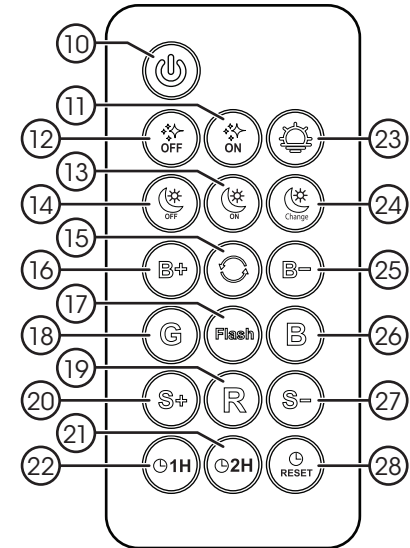 10
11
12 OFF ON 23
13
14 OFF ON Change 24
15
16 B+ B- 25
17
18 G Flash B 26
19
20 S+ R S- 27
21
22 1H 2H RESET 28